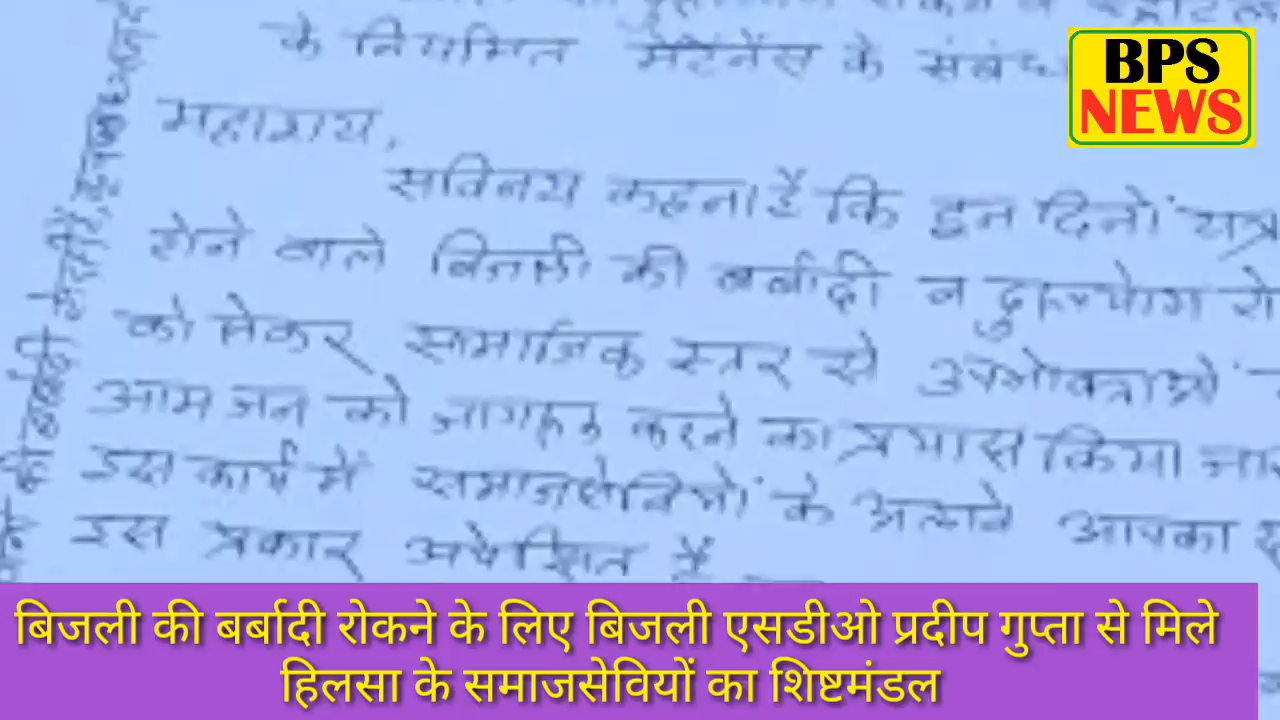 के नियमित मेंटेनेंस के संबंध
BPS
NEWS
महाशय,
सविनय कहना है कि इन दिनों यत्र
होने वाले बिजली की बर्बादी व दुरुपयोग रो
को लेकर सामाजिक स्तर से उपभोक्ताओं
आम जन को जागरूक करने का प्रयास किया जा
इस कार्य में समाजसेवियों के अलावे आपका
इस प्रकार अपेक्षित है
बिजली की बर्बादी रोकने के लिए बिजली एसडीओ प्रदीप गुप्ता से मिले
हिलसा के समाजसेवियों का शिष्टमंडल